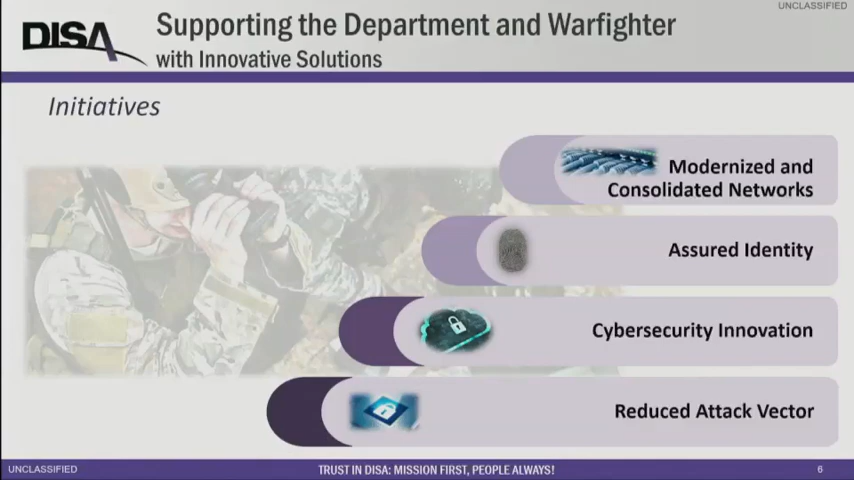 UNCLASSIFIED
DISA
Supporting the Department and Warfighter
with Innovative Solutions
Initiatives
Modernized and
Consolidated Networks
Assured Identity
Cybersecurity Innovation
Reduced Attack Vector
UNCLASSIFIED
TRUST IN DISA: MISSION FIRST, PEOPLE ALWAYS!
6